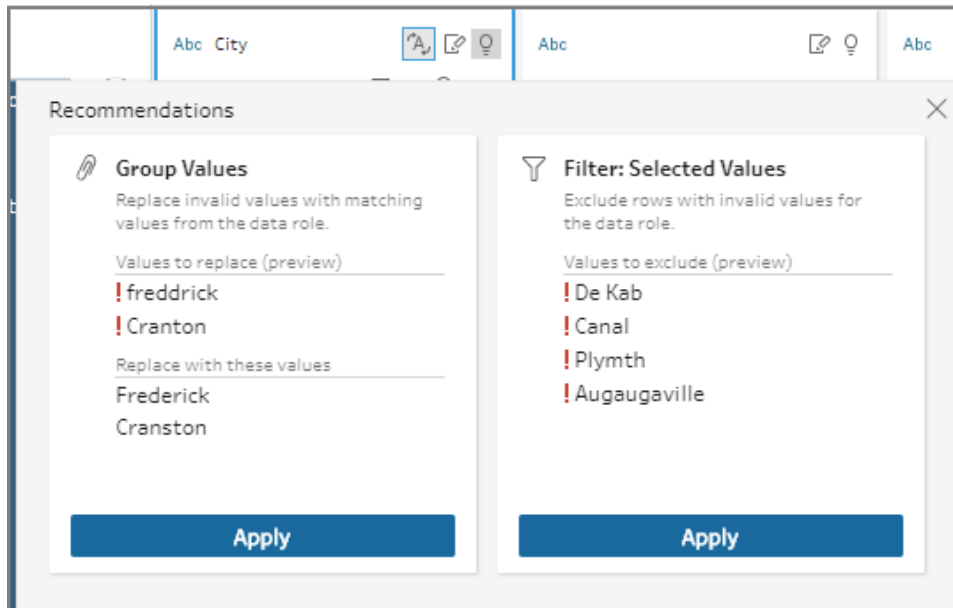 Abc City
Abc
Abc
Recommendations
Group Values
Replace invalid values with matching
values from the data role.
Values to replace (preview)
! freddrick
! Cranton
Replace with these values
Frederick
Cranston
Apply
Filter: Selected Values
Exclude rows with invalid values for
the data role.
Values to exclude (preview)
! De Kab
! Canal
! Plymth
! Augaugaville
Apply